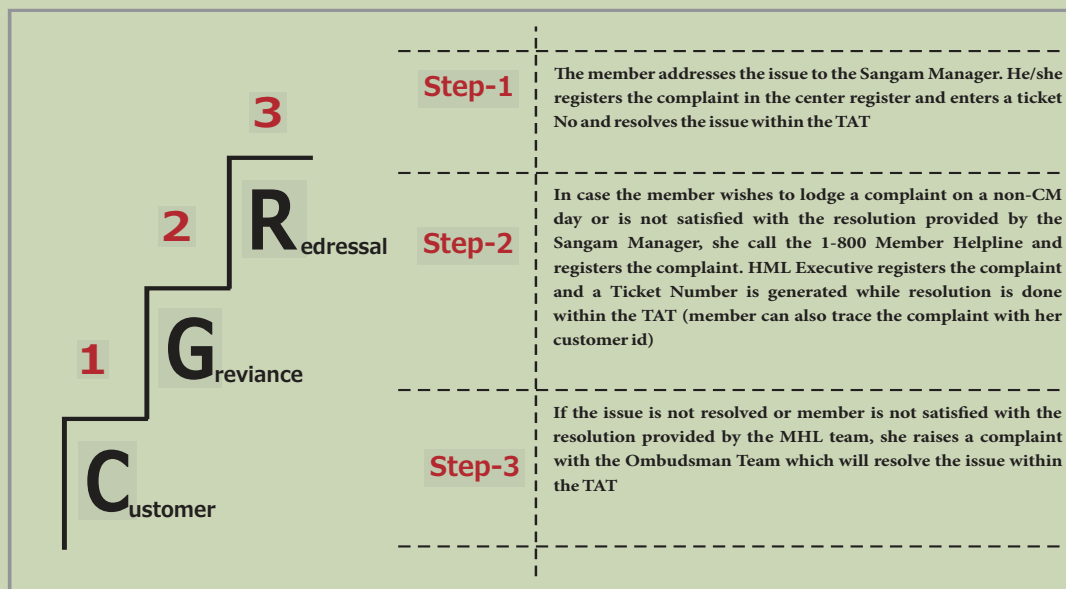 3
Redressal
2
Greviance
1
Customer
Step-1
The member addresses the issue to the Sangam Manager. He/she
registers the complaint in the center register and enters a ticket
No and resolves the issue within the TAT
Step-2
In case the member wishes to lodge a complaint on a non-CM
day or is not satisfied with the resolution provided by the
Sangam Manager, she call the 1-800 Member Helpline and
registers the complaint. HML Executive registers the complaint
and a Ticket Number is generated while resolution is done
within the TAT (member can also trace the complaint with her
customer id)
Step-3
If the issue is not resolved or member is not satisfied with the
resolution provided by the MHL team, she raises a complaint
with the Ombudsman Team which will resolve the issue within
the TAT